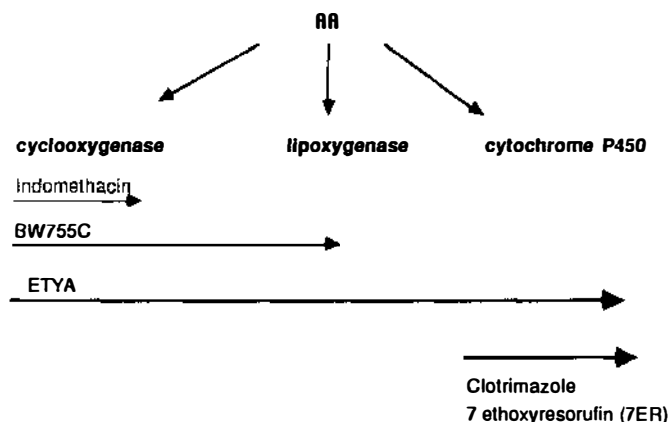 AA
cyclooxygenase lipoxygenase cytochrome P450
Indomethacin
BW755C
ETYA
Clotrimazole
7 ethoxyresorufin (7ER)